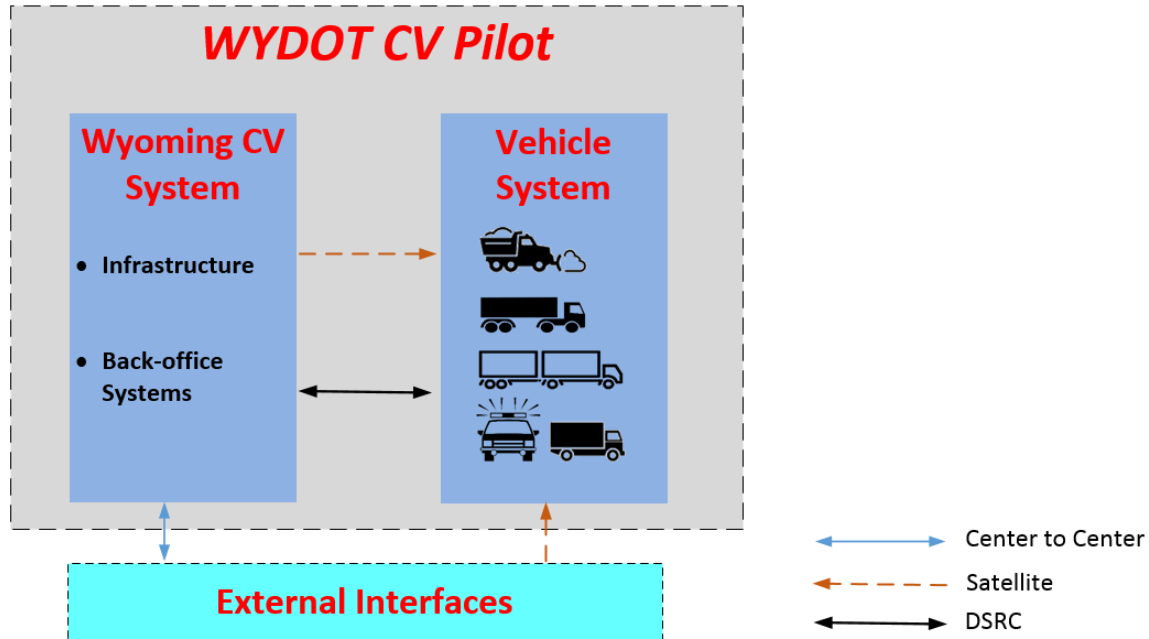 WYDOT CV Pilot
Wyoming CV
System
• Infrastructure
• Back-office
Systems
Vehicle
System
External Interfaces
Center to Center
Satellite
DSRC